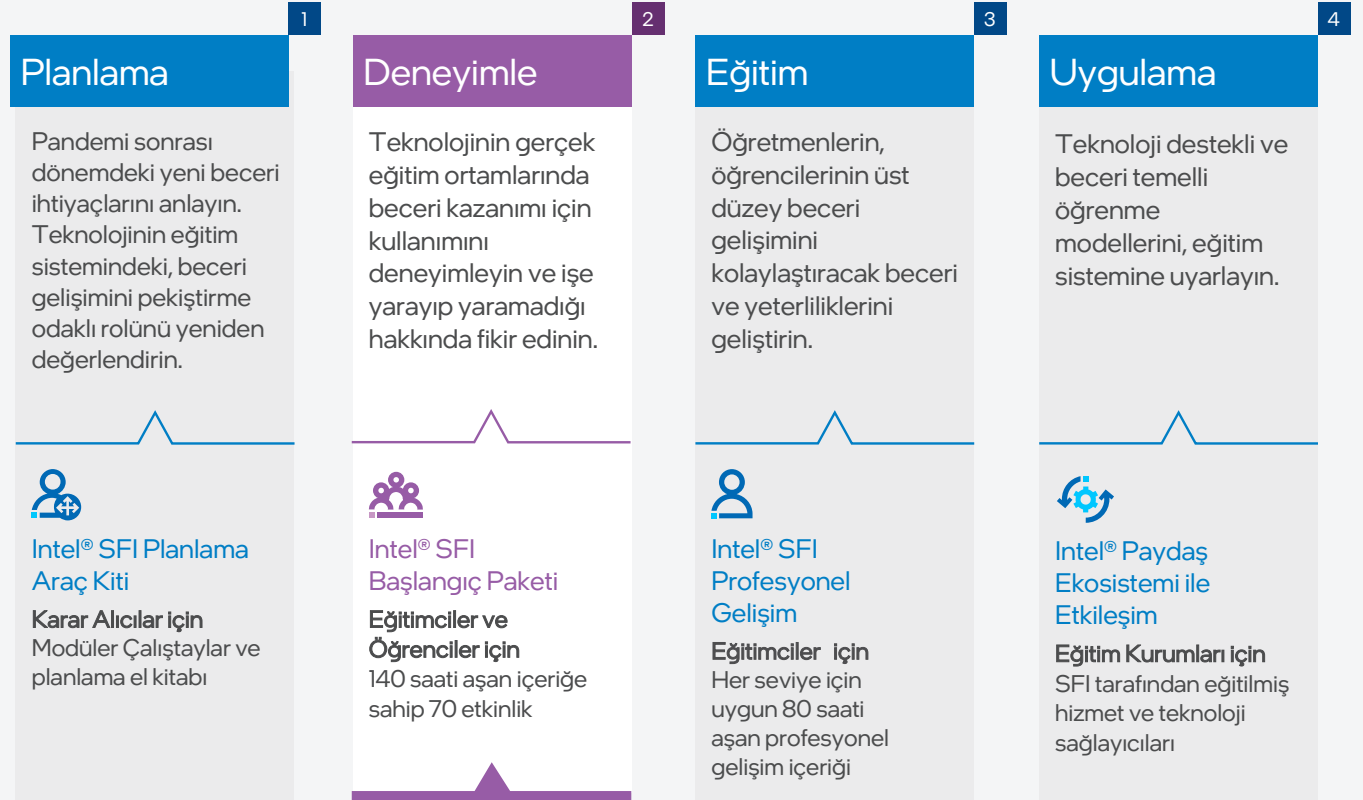 1
Planlama
Pandemi sonrası
dönemdeki yeni beceri
ihtiyaçlarını anlayın.
Teknolojinin eğitim
sistemindeki, beceri
gelişimini pekiştirme
odaklı rolünü yeniden
değerlendirin.
Intel® SFI Planlama
Araç Kiti
Karar Alıcılar için
Modüler Çalıştaylar ve
planlama el kitabı
2
Deneyimle
Teknolojinin gerçek
eğitim ortamlarında
beceri kazanımı için
kullanımını
deneyimleyin ve işe
yarayıp yaramadığı
hakkında fikir edinin.
Intel® SFI
Başlangıç Paketi
Eğitimciler ve
Öğrenciler için
140 saati aşan içeriğe
sahip 70 etkinlik
3
Eğitim
Öğretmenlerin,
öğrencilerinin üst
düzey beceri
gelişimini
kolaylaştıracak beceri
ve yeterliliklerini
geliştirin.
Intel® SFI
Profesyonel
Gelişim
Eğitimciler için
Her seviye için
uygun 80 saati
aşan profesyonel
gelişim içeriği
4
Uygulama
Teknoloji destekli ve
beceri temelli
öğrenme
modellerini, eğitim
sistemine uyarlayın.
Intel® Paydaş
Ekosistemi ile
Etkileşim
Eğitim Kurumları için
SFI tarafından eğitilmiş
hizmet ve teknoloji
sağlayıcıları